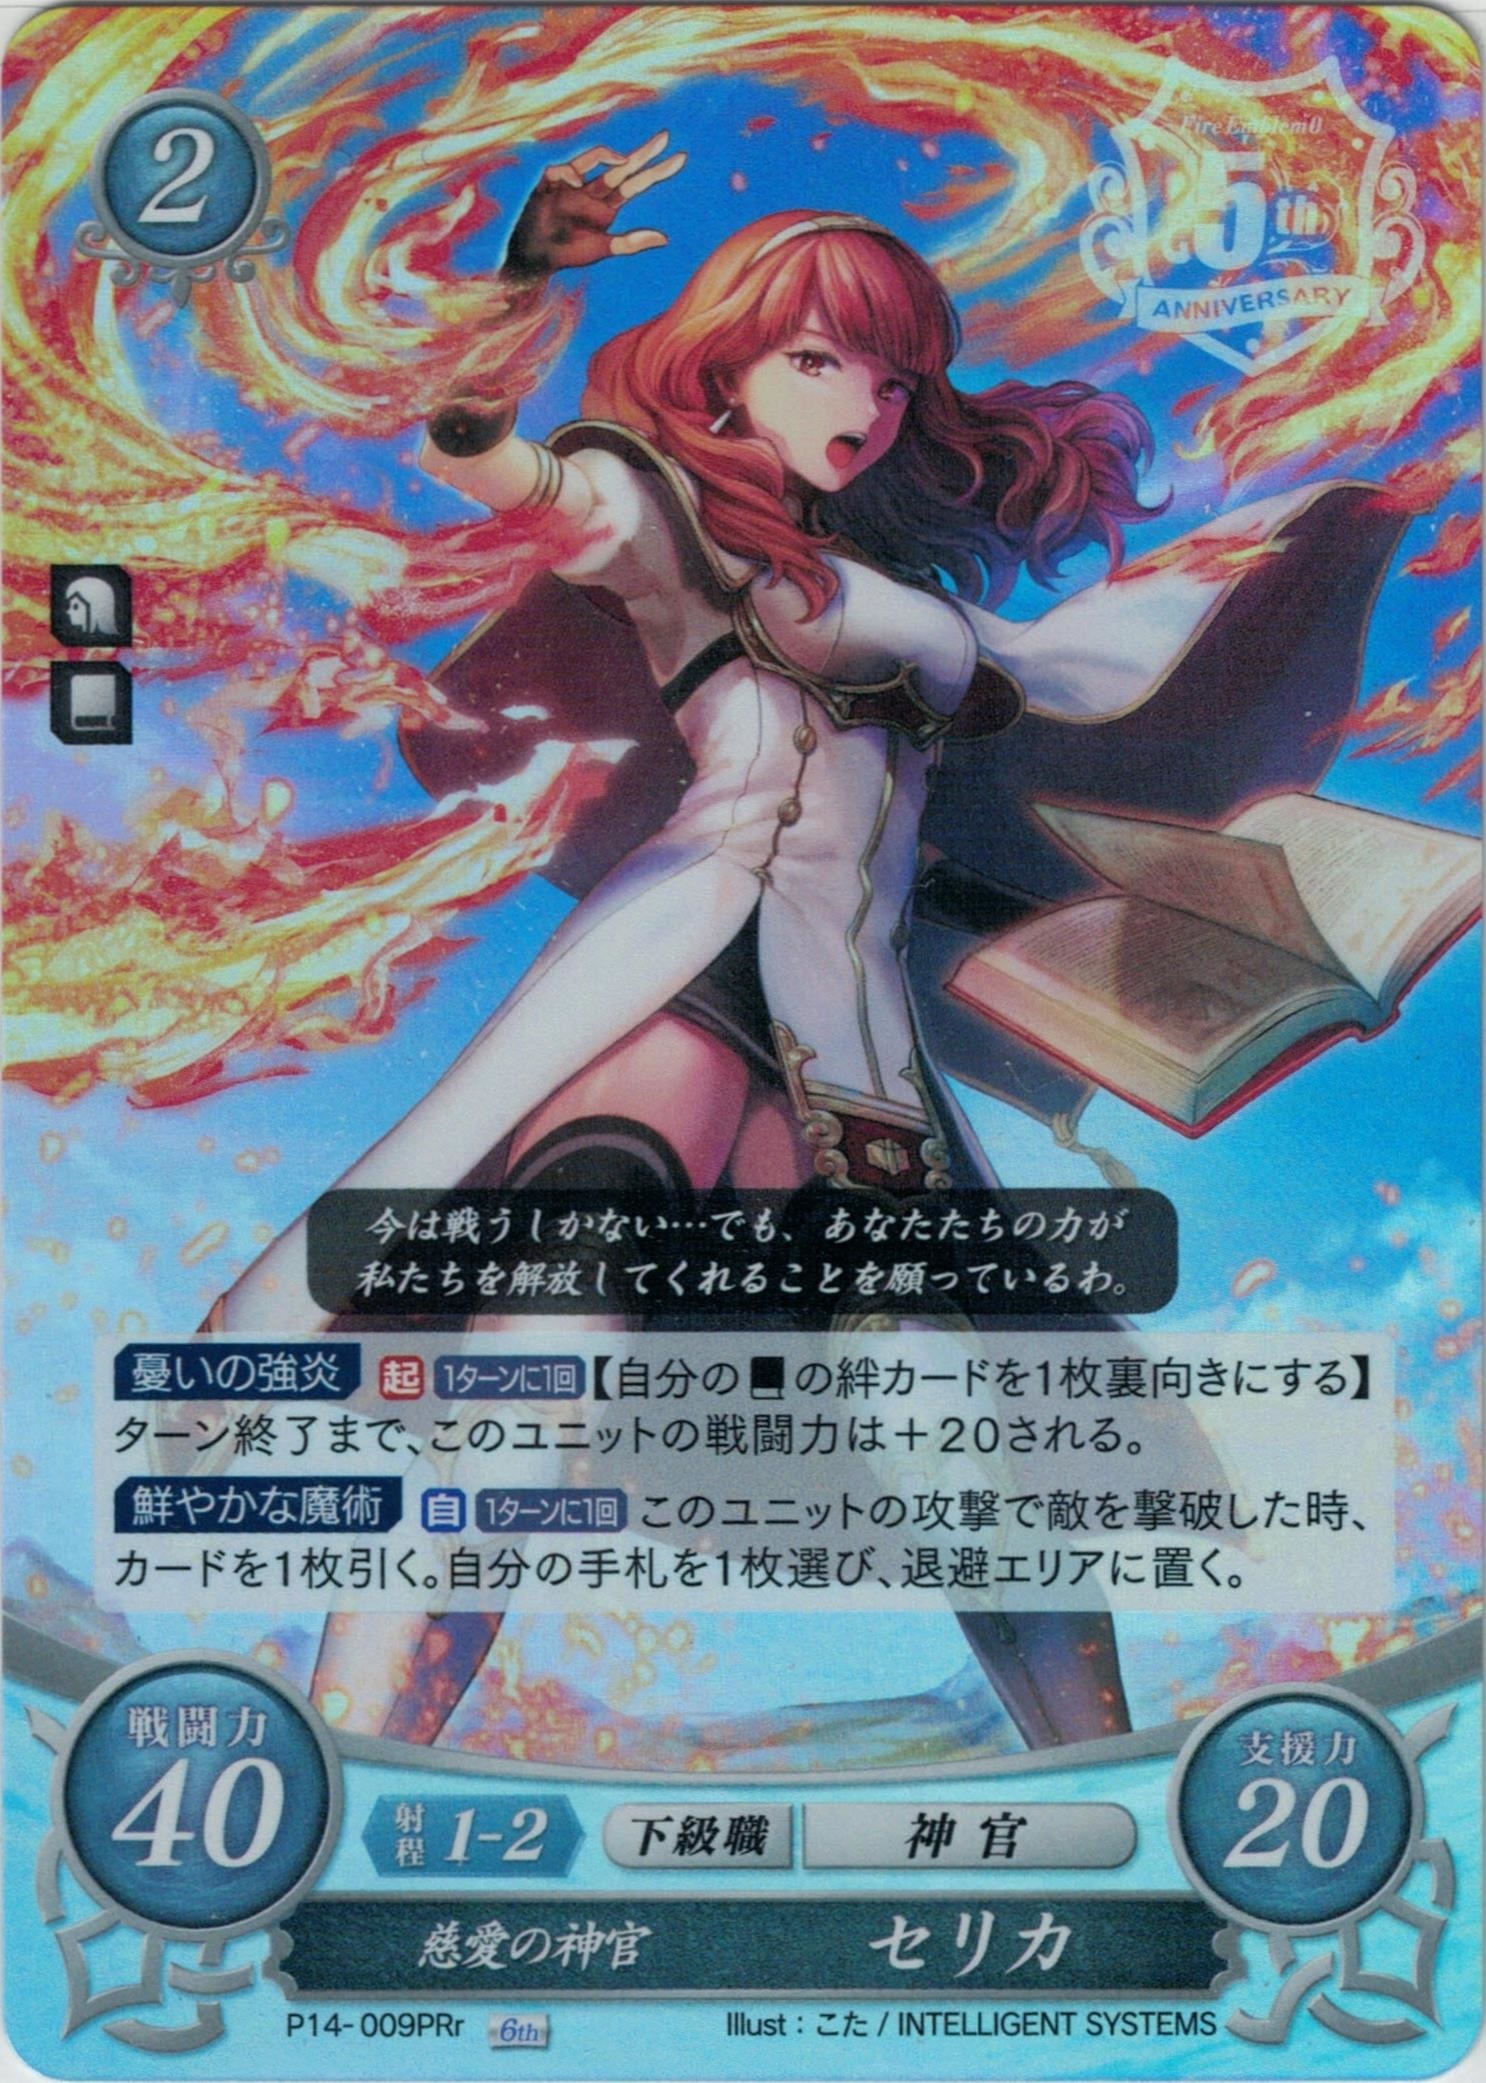 2
Fire Emblem 0
5th
ANNIVERSARY
今は戦うしかない…でも、あなたたちの力が
私たちを解放してくれることを願っているわ。
憂いの強炎 起 1ターンに1回【自分の の絆カードを1枚裏向きにする】
ターン終了まで、このユニットの戦闘力は＋20される。
鮮やかな魔術 自 1ターンに1回 このユニットの攻撃で敵を撃破した時、
カードを1枚引く。自分の手札を1枚選び、退避エリアに置く。
戦闘力
40
射程 1-2
下級職 神官
支援力
20
慈愛の神官 セリカ
P14-009PRr 6th Illust：こた / INTELLIGENT SYSTEMS